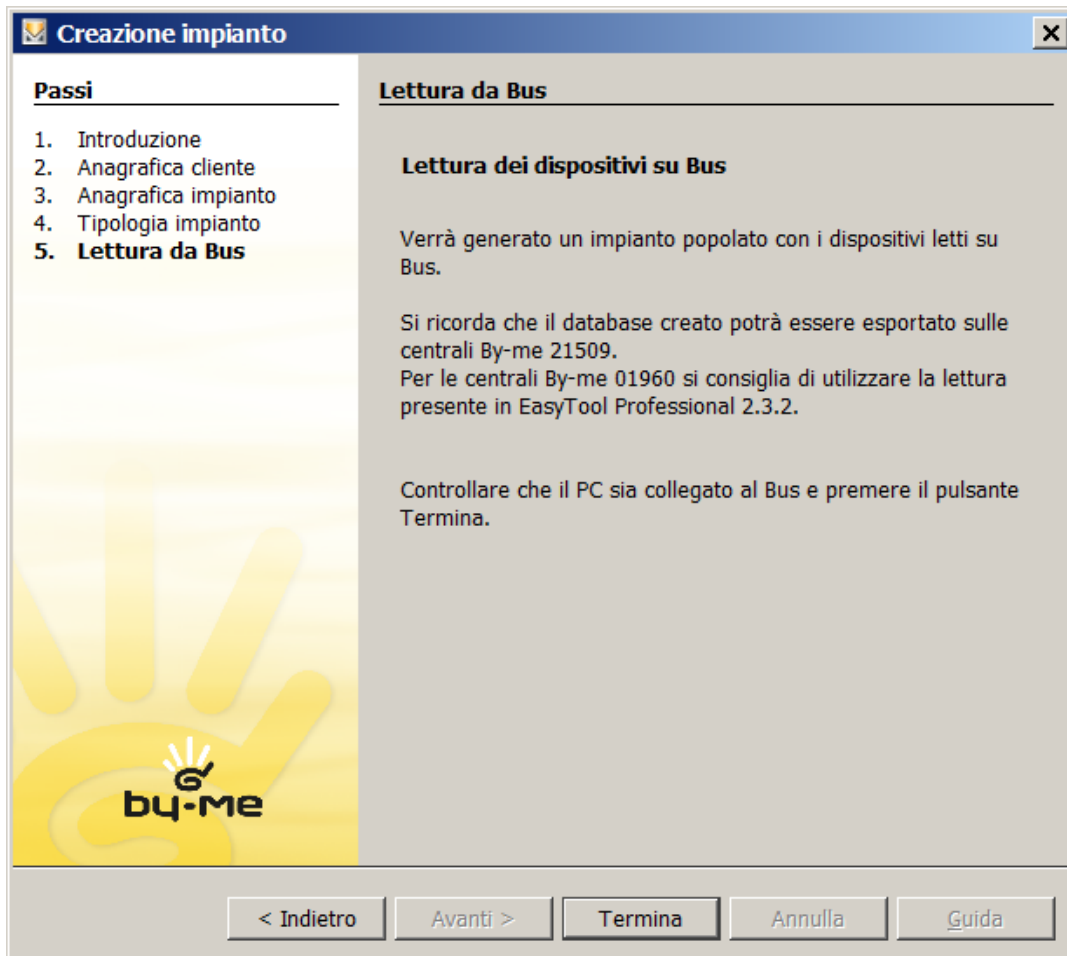 Creazione impianto
Passi
1. Introduzione
2. Anagrafica cliente
3. Anagrafica impianto
4. Tipologia impianto
5. Lettura da Bus
by-me
Lettura da Bus
Lettura dei dispositivi su Bus
Verrà generato un impianto popolato con i dispositivi letti su
Bus.
Si ricorda che il database creato potrà essere esportato sulle
centrali By-me 21509.
Per le centrali By-me 01960 si consiglia di utilizzare la lettura
presente in EasyTool Professional 2.3.2.
Controllare che il PC sia collegato al Bus e premere il pulsante
Termina.
< Indietro Avanti > Termina Annulla Guida